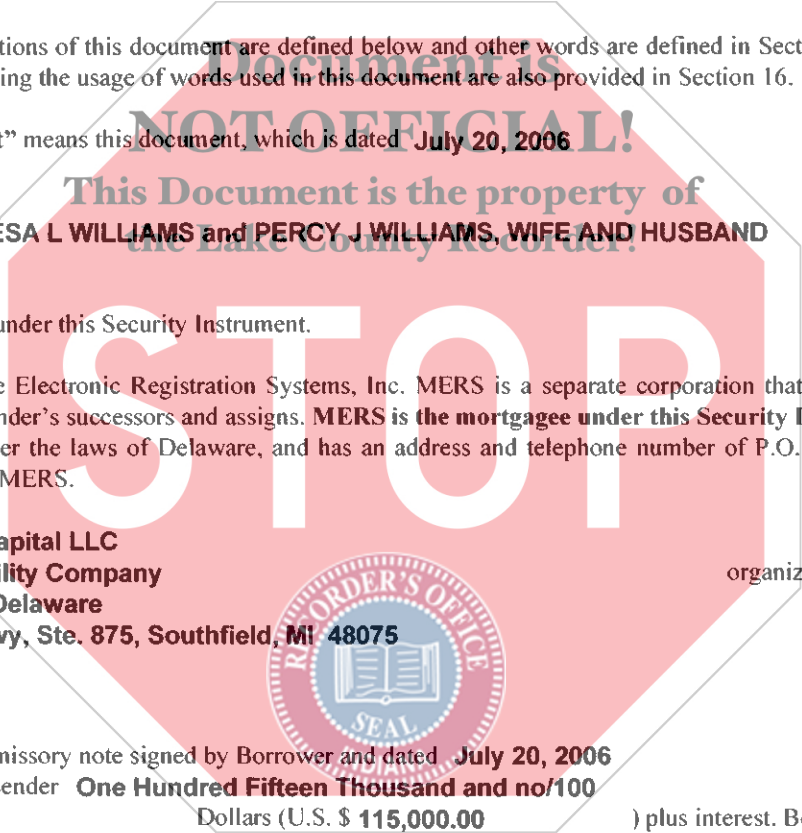 tions of this document are defined below and other words are defined in Sect
ing the usage of words used in this document are also provided in Section 16.
Document is
NOT OFFICIAL!
This Document is the property of
the Lake County Recorder!
t” means this document, which is dated July 20, 2006
ESA L WILLIAMS and PERCY J WILLIAMS, WIFE AND HUSBAND
under this Security Instrument.
e Electronic Registration Systems, Inc. MERS is a separate corporation that
nder's successors and assigns. MERS is the mortgagee under this Security I
er the laws of Delaware, and has an address and telephone number of P.O.
MERS.
STOP
apital LLC
ility Company organiz
Delaware
vy, Ste. 875, Southfield, MI 48075
RECORDER'S OFFICE
SEAL
INDIANA
missory note signed by Borrower and dated July 20, 2006
ender One Hundred Fifteen Thousand and no/100
Dollars (U.S. $ 115,000.00 ) plus interest. Bo